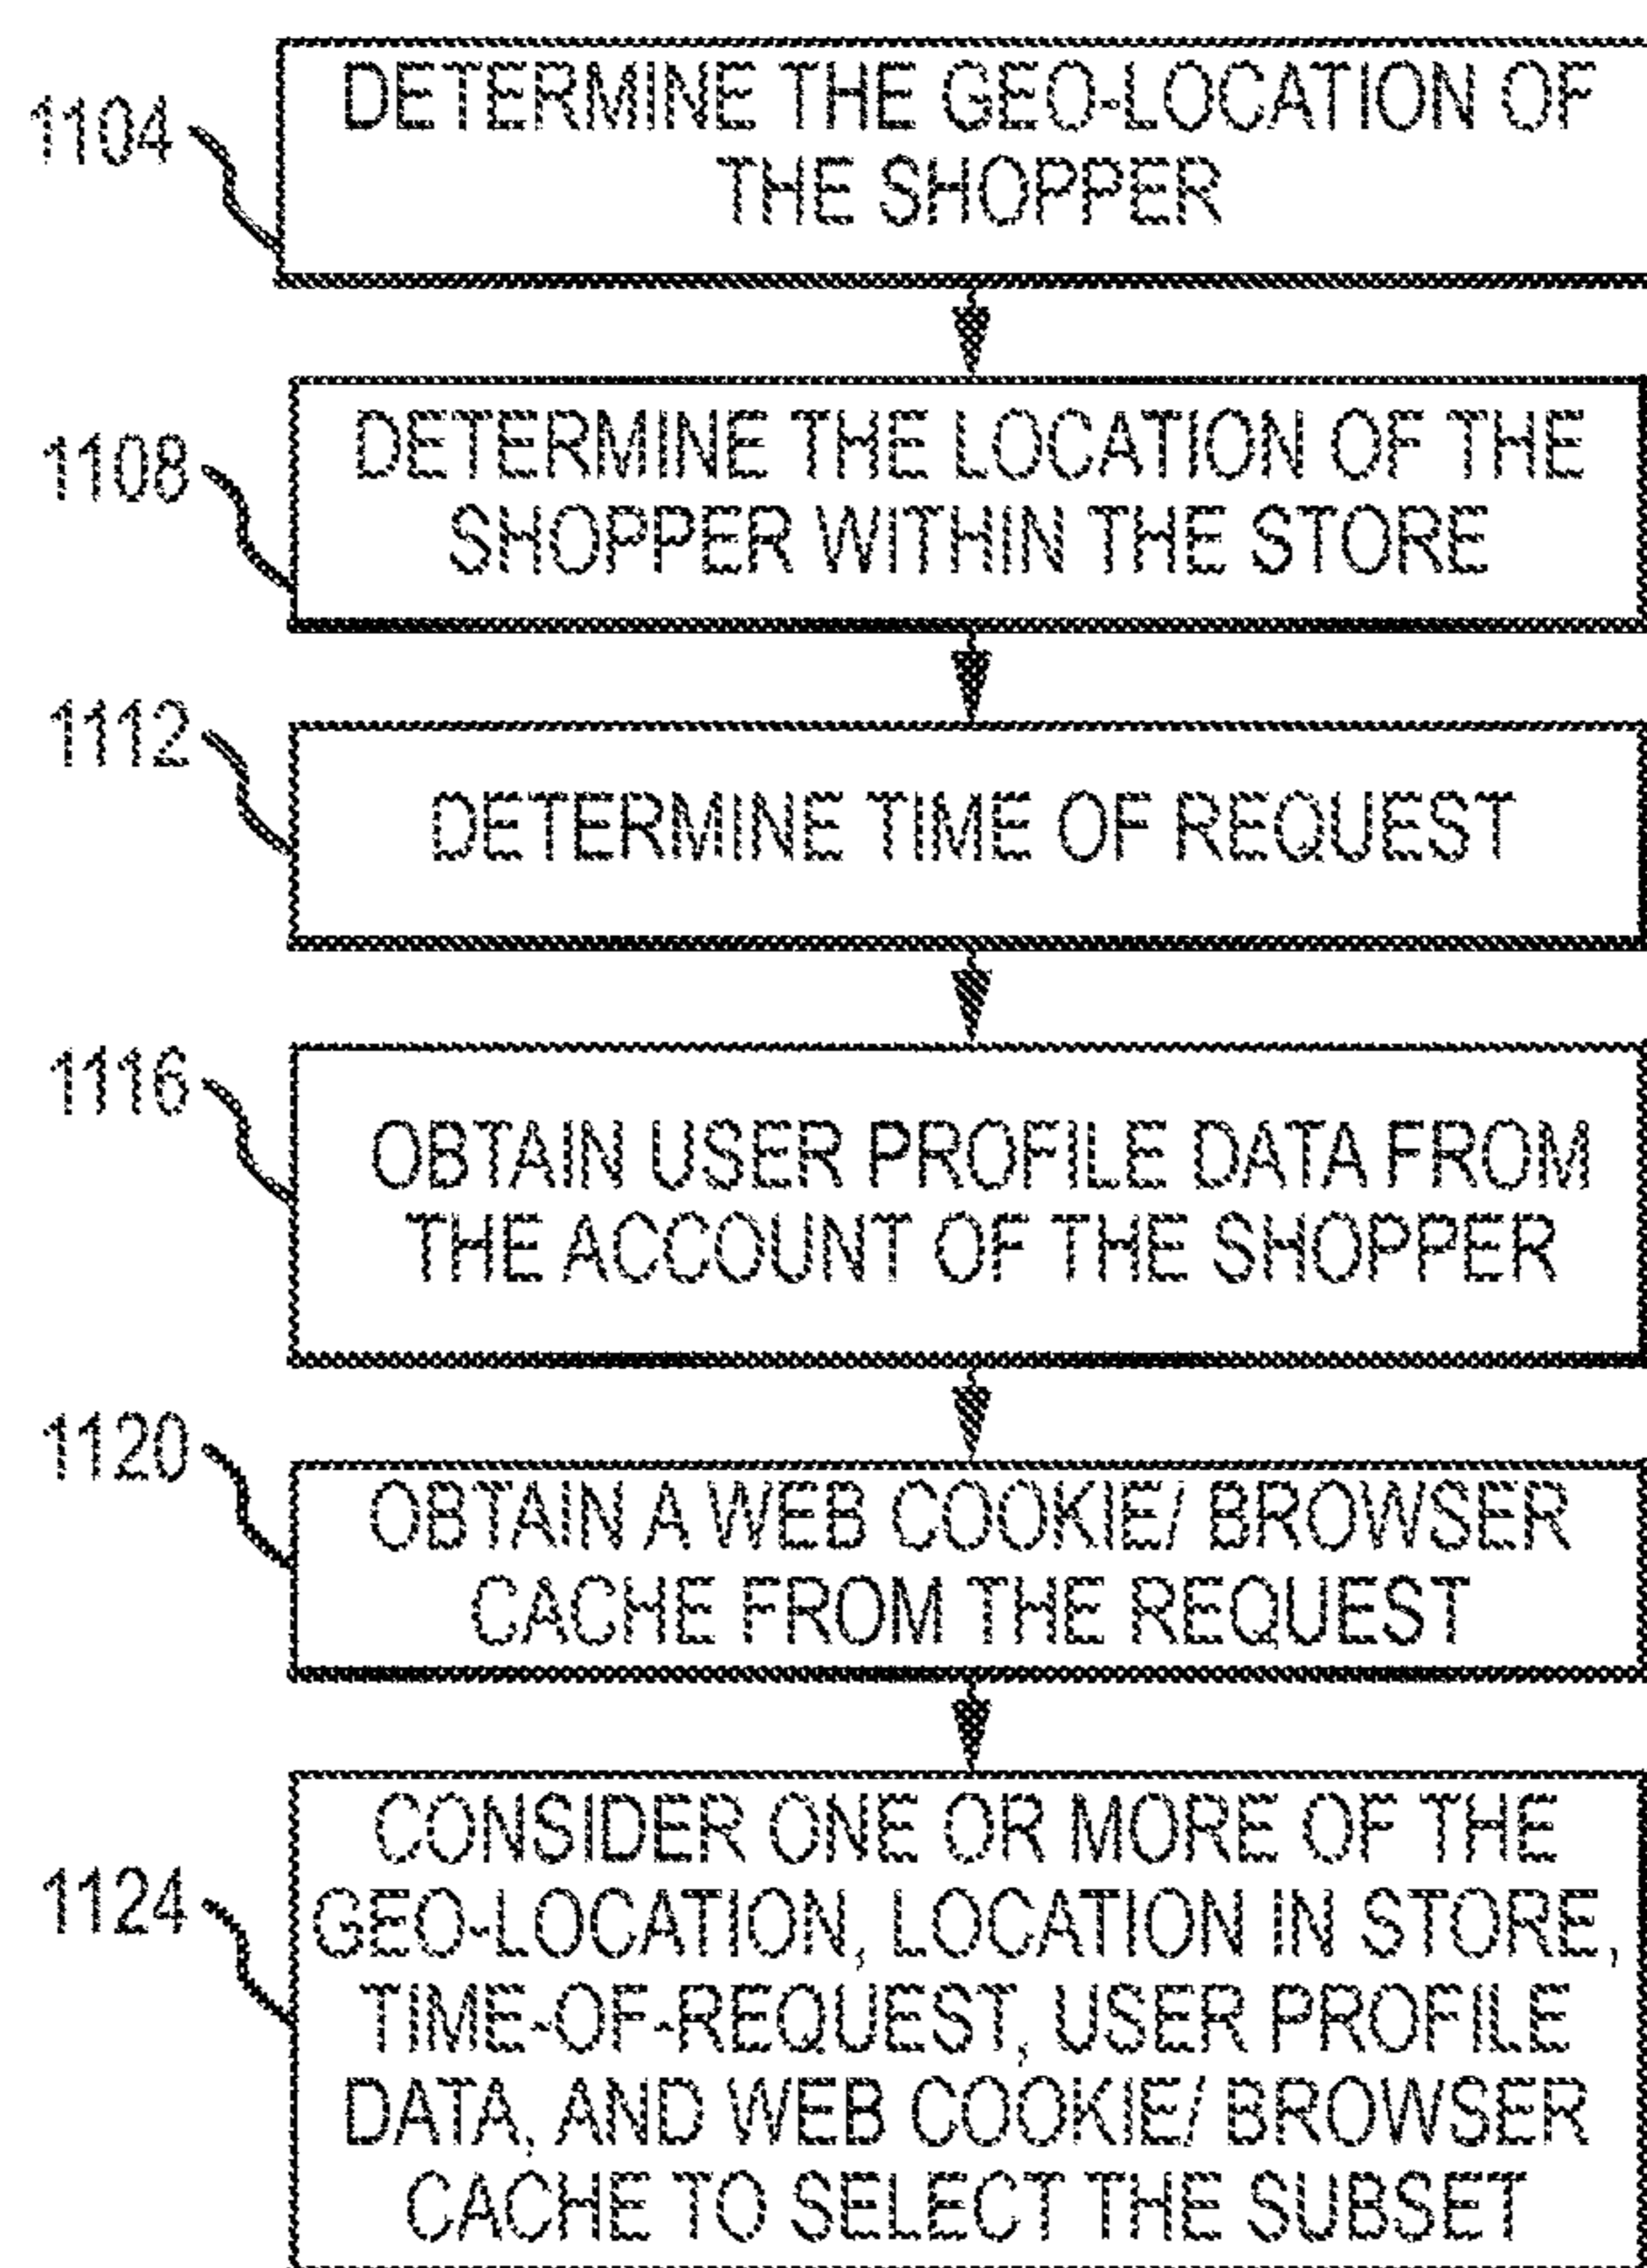 1104
DETERMINE THE GEO-LOCATION OF
THE SHOPPER
1108
DETERMINE THE LOCATION OF THE
SHOPPER WITHIN THE STORE
1112
DETERMINE TIME OF REQUEST
1116
OBTAIN USER PROFILE DATA FROM
THE ACCOUNT OF THE SHOPPER
1120
OBTAIN A WEB COOKIE/ BROWSER
CACHE FROM THE REQUEST
1124
CONSIDER ONE OR MORE OF THE
GEO-LOCATION, LOCATION IN STORE,
TIME-OF-REQUEST, USER PROFILE
DATA, AND WEB COOKIE/ BROWSER
CACHE TO SELECT THE SUBSET